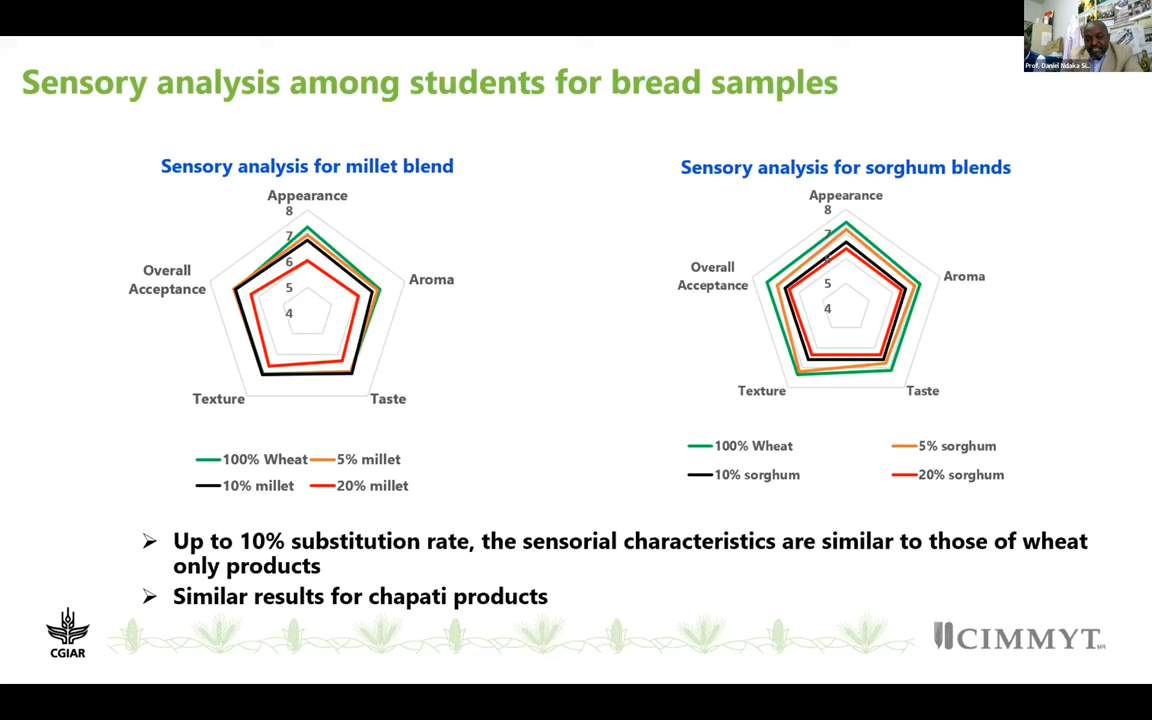 Prof. Daniel Ndaka Si...
Sensory analysis among students for bread samples
Sensory analysis for millet blend
Appearance
8
7
6
5
4
Aroma
Taste
Texture
Overall
Acceptance
100% Wheat
5% millet
10% millet
20% millet
Sensory analysis for sorghum blends
Appearance
8
7
6
5
4
Aroma
Taste
Texture
Overall
Acceptance
100% Wheat
5% sorghum
10% sorghum
20% sorghum
Up to 10% substitution rate, the sensorial characteristics are similar to those of wheat
only products
Similar results for chapati products
CGIAR
CIMMYT MR